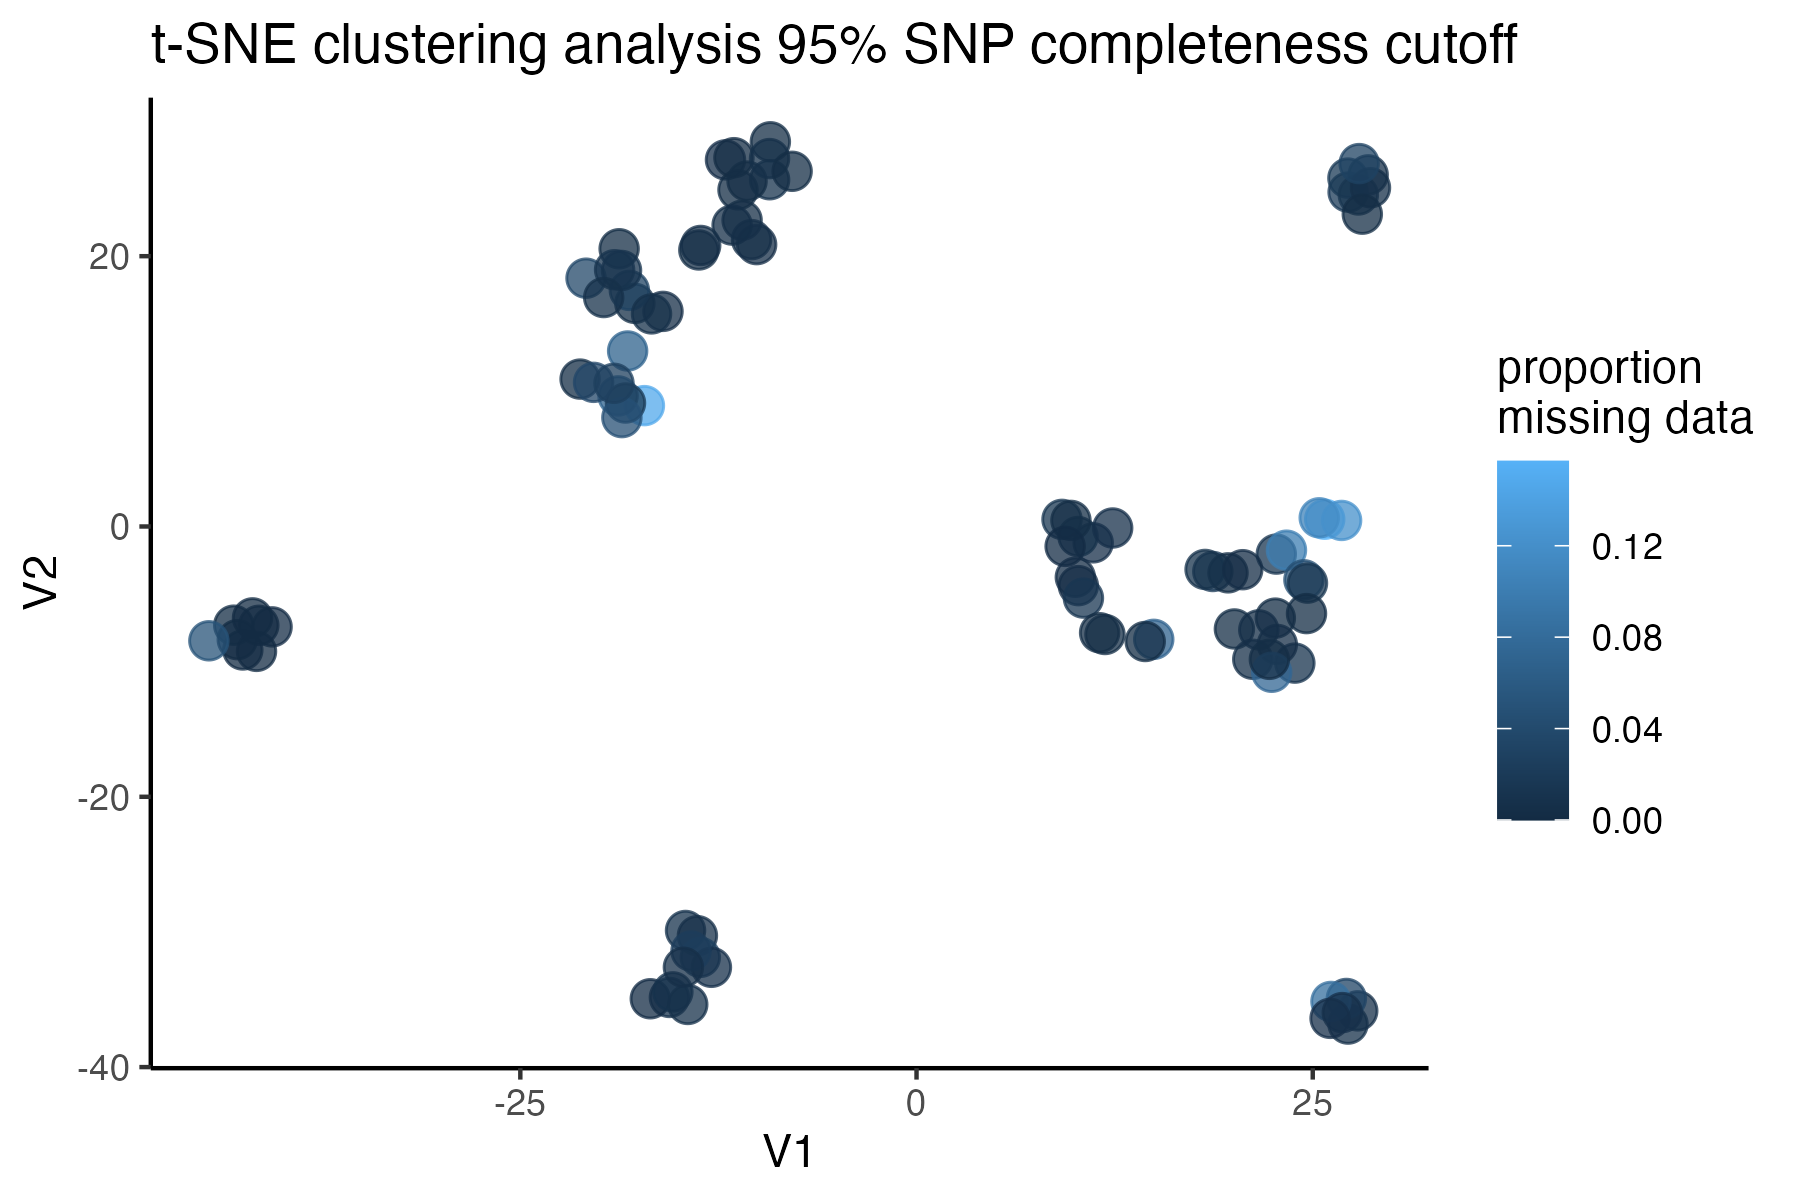 t-SNE clustering analysis 95% SNP completeness cutoff
20
0
-20
-40
V2
-25
0
25
V1
proportion
missing data
0.12
0.08
0.04
0.00